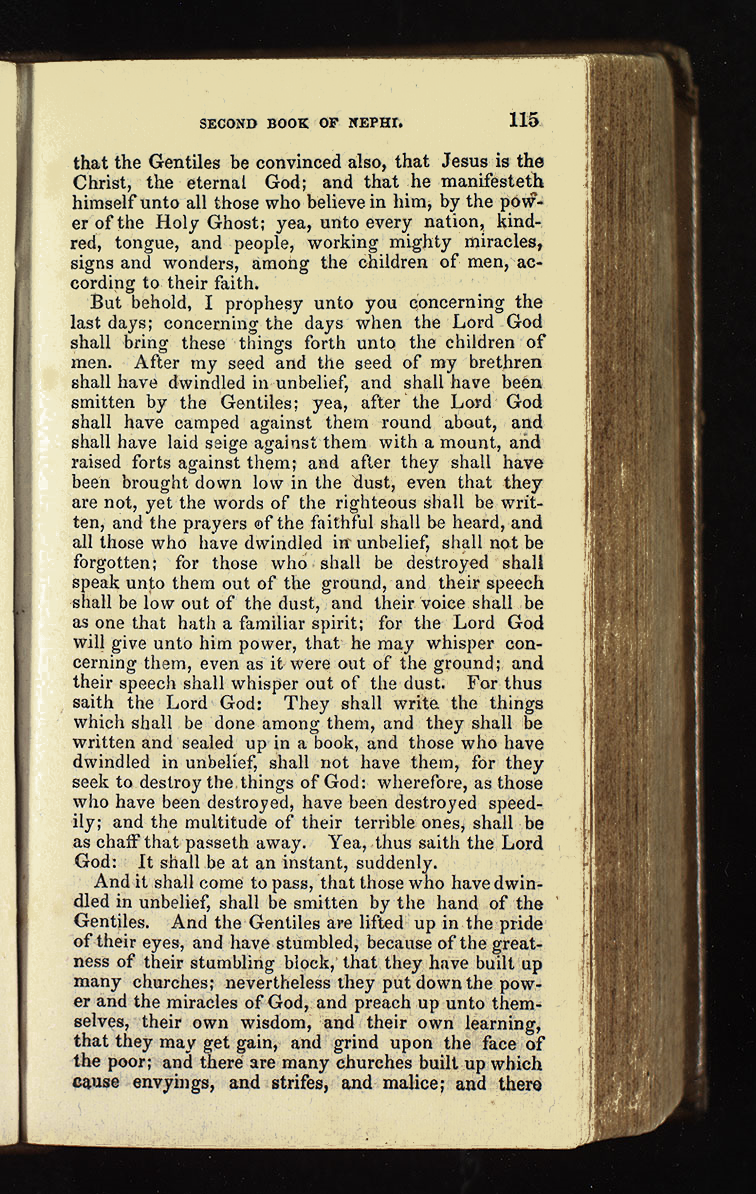 SECOND BOOK OF NEPHI. 115
that the Gentiles be convinced also, that Jesus is the
Christ, the eternal God; and that he manifesteth
himself unto all those who believe in him, by the pow-
er of the Holy Ghost; yea, unto every nation, kind-
red, tongue, and people, working mighty miracles,
signs and wonders, among the children of men, ac-
cording to their faith.
But behold, I prophesy unto you concerning the
last days; concerning the days when the Lord God
shall bring these things forth unto the children of
men. After my seed and the seed of my brethren
shall have dwindled in unbelief, and shall have been
smitten by the Gentiles; yea, after the Lord God
shall have camped against them round about, and
shall have laid seige against them with a mount, and
raised forts against them; and after they shall have
been brought down low in the dust, even that they
are not, yet the words of the righteous shall be writ-
ten, and the prayers of the faithful shall be heard, and
all those who have dwindled in unbelief, shall not be
forgotten; for those who shall be destroyed shall
speak unto them out of the ground, and their speech
shall be low out of the dust, and their voice shall be
as one that hath a familiar spirit; for the Lord God
will give unto him power, that he may whisper con-
cerning them, even as it were out of the ground; and
their speech shall whisper out of the dust. For thus
saith the Lord God: They shall write the things
which shall be done among them, and they shall be
written and sealed up in a book, and those who have
dwindled in unbelief, shall not have them, for they
seek to destroy the things of God: wherefore, as those
who have been destroyed, have been destroyed speed-
ily; and the multitude of their terrible ones, shall be
as chaff that passeth away. Yea, thus saith the Lord
God: It shall be at an instant, suddenly.
And it shall come to pass, that those who have dwin-
dled in unbelief, shall be smitten by the hand of the
Gentiles. And the Gentiles are lifted up in the pride
of their eyes, and have stumbled, because of the great-
ness of their stumbling block, that they have built up
many churches; nevertheless they put down the pow-
er and the miracles of God, and preach up unto them-
selves, their own wisdom, and their own learning,
that they may get gain, and grind upon the face of
the poor; and there are many churches built up which
cause envyings, and strifes, and malice; and there